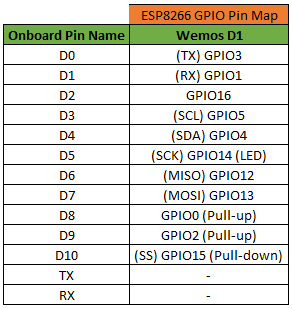 ESP8266 GPIO Pin Map
Onboard Pin Name Wemos D1
D0 (TX) GPIO3
D1 (RX) GPIO1
D2 GPIO16
D3 (SCL) GPIO5
D4 (SDA) GPIO4
D5 (SCK) GPIO14 (LED)
D6 (MISO) GPIO12
D7 (MOSI) GPIO13
D8 GPIO0 (Pull-up)
D9 GPIO2 (Pull-up)
D10 (SS) GPIO15 (Pull-down)
TX -
RX -